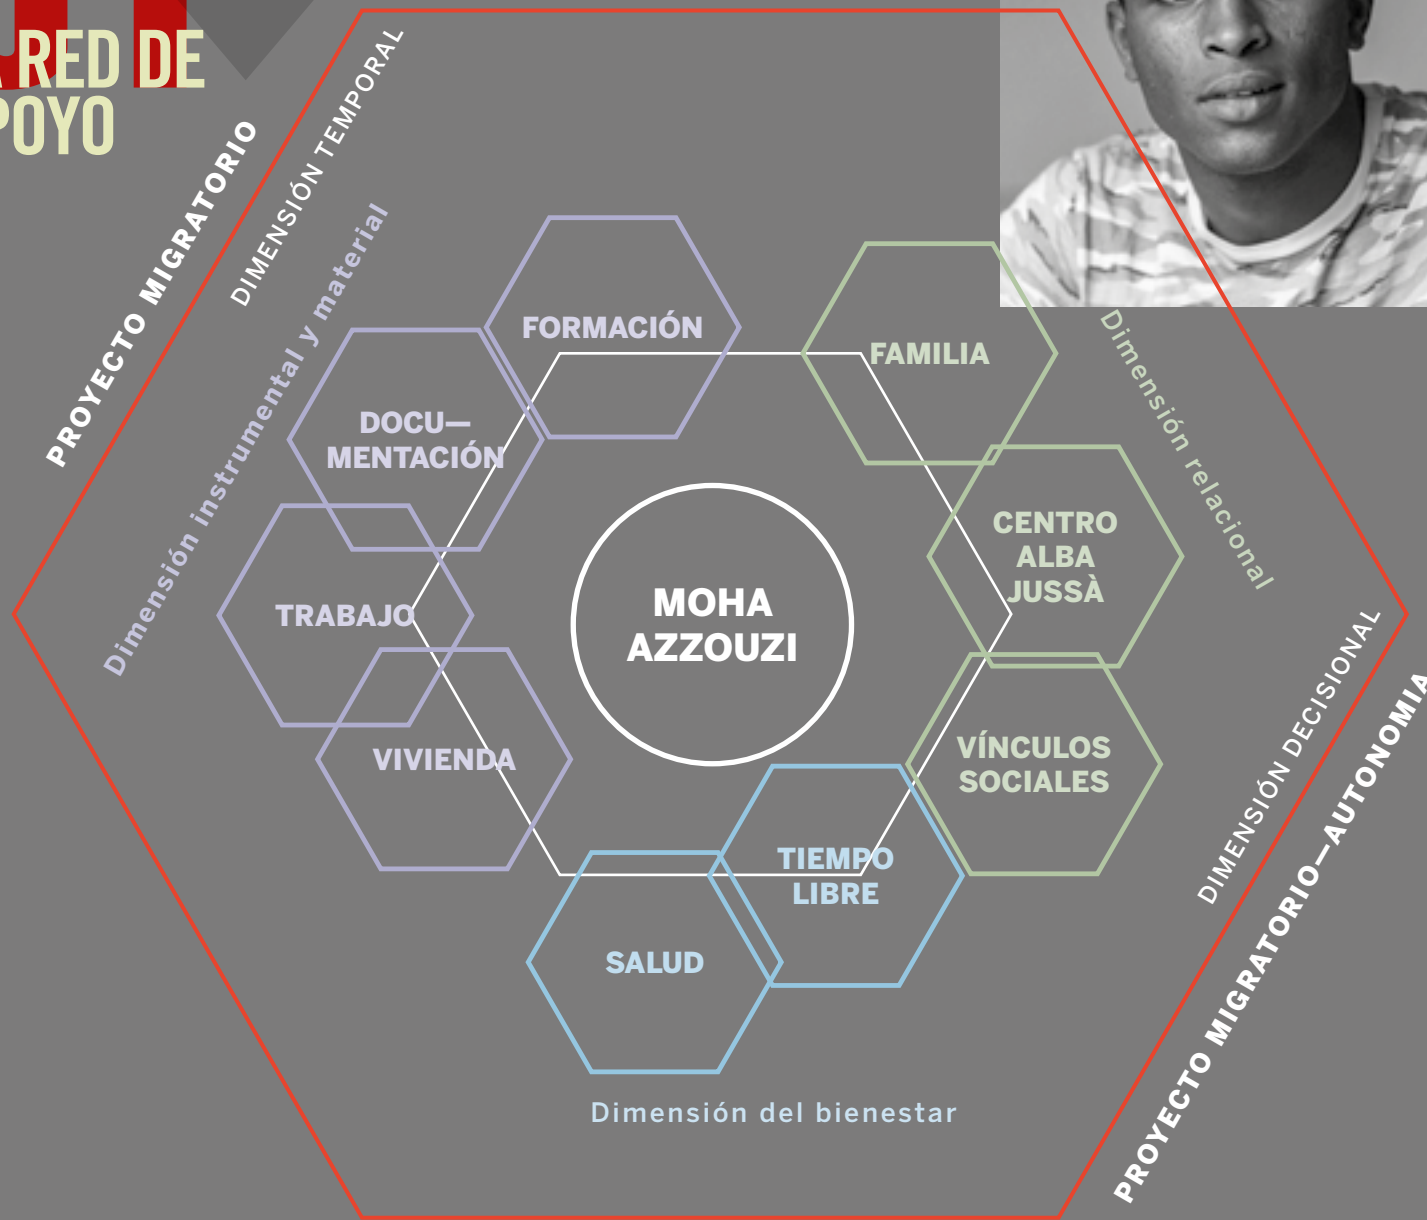 RED DE
POYO
PROYECTO MIGRATORIO
DIMENSIÓN TEMPORAL
Dimensión instrumental y material
FORMACIÓN
FAMILIA
DOCU—
MENTACIÓN
Dimensión relacional
CENTRO
ALBA
JUSSÀ
TRABAJO
MOHA
AZZOUZI
VIVIENDA
VÍNCULOS
SOCIALES
TIEMPO
LIBRE
SALUD
DIMENSIÓN DECISIONAL
PROYECTO MIGRATORIO—AUTONOMIA
Dimensión del bienestar